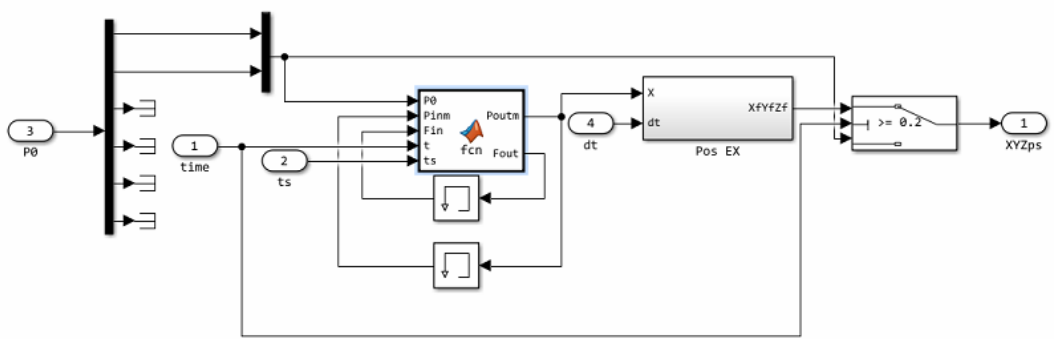 3
P0
1
time
2
ts
P0
Pinm
Fin
t
ts
fcn
Poutm
Fout
4
dt
X
dt
XfYfZf
Pos EX
>= 0.2
1
XYZps